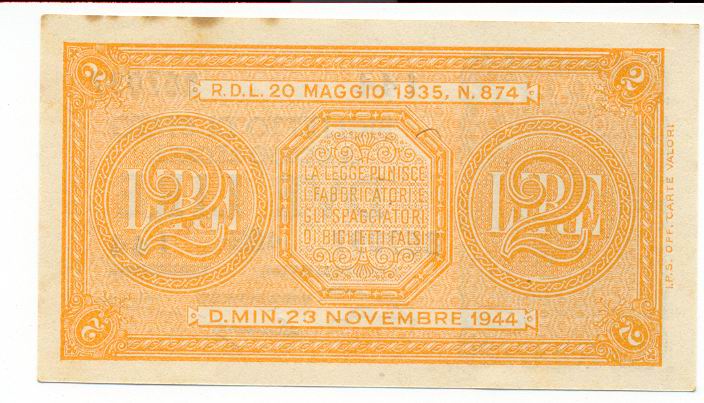 2
2
R.D.L. 20 MAGGIO 1935, N. 874
LIRE
2
LA LEGGE PUNISCE
I FABBRICATORI E
GLI SPACCIATORI
DI BIGLIETTI FALSI
LIRE
2
I.P.S. OFF. CARTE VALORI
D. MIN. 23 NOVEMBRE 1944
2
2